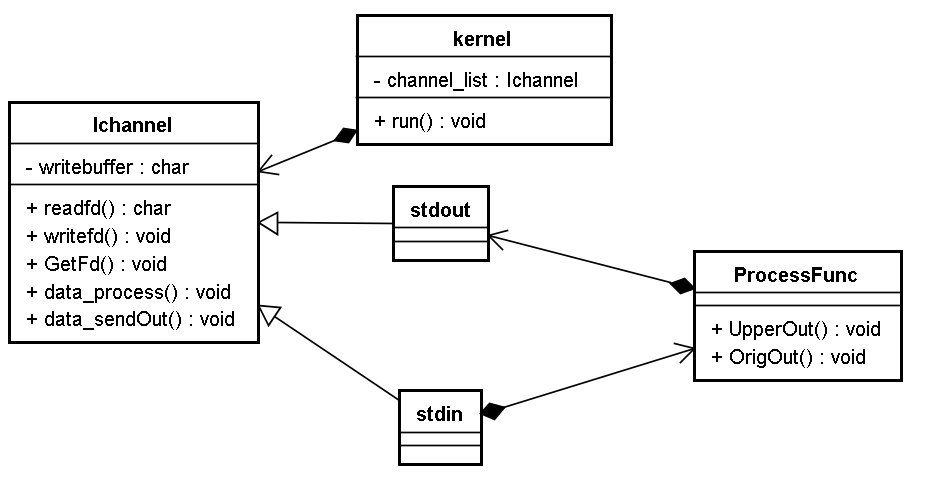 kernel
- channel_list : Ichannel
+ run() : void
Ichannel
- writebuffer : char
+ readfd() : char
+ writefd() : void
+ GetFd() : void
+ data_process() : void
+ data_sendOut() : void
stdout
ProcessFunc
+ UpperOut() : void
+ OrigOut() : void
stdin